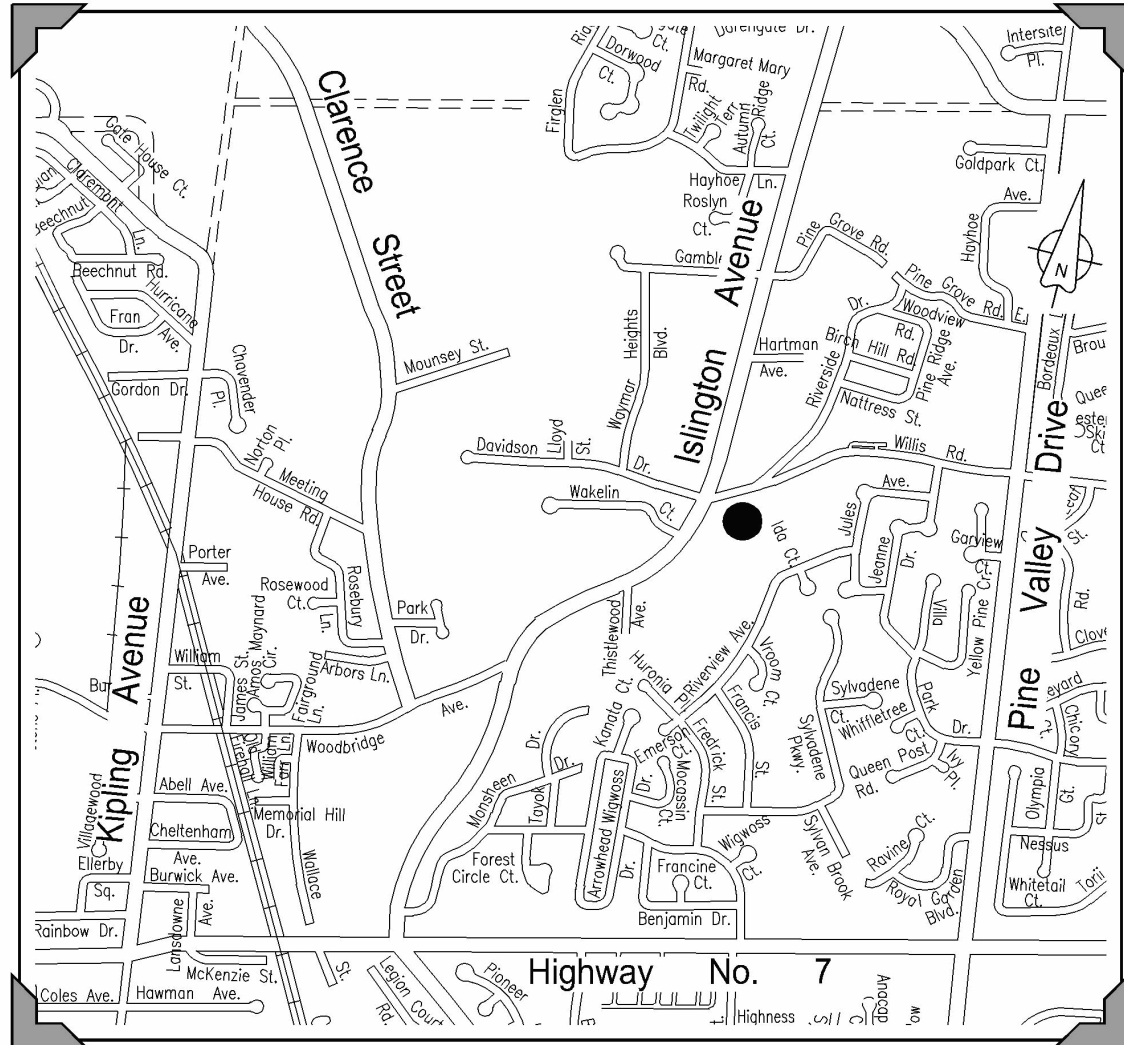 Intersite
Pl.
Dorwood
Ct.
Ct.
Margaret Mary
Rd.
Firglen
Twilight
Terr
Autumn
Ridge
Ct.
Clarence
Street
Gate House Ct.
Claremont
Ln.
Beechnut
Beechnut Rd.
Hurricane
Ave.
Fran
Dr.
Goldpark Ct.
Hayhoe
Ave.
Hayhoe
Ln.
Roslyn
Ct.
Islington
Avenue
Pine
Grove Rd.
Gamble
Pine
Grove Rd.
E.
N
Woodview
Rd.
Birch Hill Rd
Pine Ridge
Ave.
Riverside
Dr.
Nattress St.
Bordeaux
Hartman
Ave.
Heights
Blvd.
Waymar
Mounsey St.
Chavender
Pl.
Gordon Dr.
Norton
Pl.
Meeting
House Rd.
Davidson
Dr.
Lloyd
St.
Wakelin
Ct.
Willis
Rd.
Pine
Valley
Drive
Jules
Ave.
Ida Ct.
Jeanne
Dr.
Garview
Ct.
Villa
Yellow Pine Cr.
St.
Rd.
Porter
Ave.
Rosewood
Ct.
Rosebury
Ln.
Park
Dr.
Arbors Ln.
Kipling
Avenue
William
St.
James St.
Amos Maynard
Cir.
Fairground
Ln.
Thistlewood
Ave.
Riverview Ave.
Huronia
P
Vroom Ct.
Francis
St.
Sylvadene
Ct.
Sylvadene
Pkwy.
Whiffletree
Ct.
Queen Post
Rd.
Ivy
Pl.
Park
Dr.
Chicory
Gt.
Olympia
Nessus
Whitetail
Ct.
Torii
Woodbridge
Ave.
Firehall
William
Farr
Ln
Memorial Hill
Dr.
Wallace
Abell Ave.
Cheltenham
Ave.
Villagewood
Ellerby
Sq.
Burwick Ave.
Lansdowne
Ave.
Rainbow Dr.
McKenzie St.
Coles Ave.
Hawman
Ave.
St.
Monsheen
Dr.
Tayok
Dr.
Kanata
Ct.
Emerson
Ct.
Fredrick
St.
Mocassin
Ct.
Arrowhead
Wigwoss
Dr.
Dr.
Wigwoss
Ct.
Forest
Circle Ct.
Francine
Ct.
Benjamin Dr.
Sylvan Brook
Ave.
Ravine
Ct.
Royal Garden
Blvd.
Highway
No.
7
Legion Court
Rd.
Pioneer
Highness